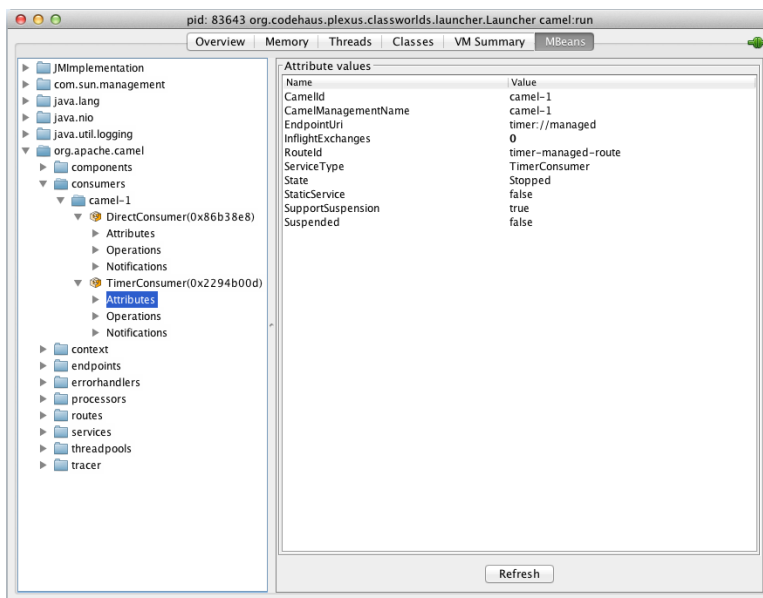 pid: 83643 org.codehaus.plexus.classworlds.launcher.Launcher camel:run
Overview Memory Threads Classes VM Summary MBeans
JMImplementation
com.sun.management
java.lang
java.nio
java.util.logging
org.apache.camel
components
consumers
camel-1
DirectConsumer(0x86b38e8)
Attributes
Operations
Notifications
TimerConsumer(0x2294b00d)
Attributes
Operations
Notifications
context
endpoints
errorhandlers
processors
routes
services
threadpools
tracer
Attribute values
Name Value
CamelId camel-1
CamelManagementName camel-1
EndpointUri timer://managed
InflightExchanges 0
RouteId timer-managed-route
ServiceType TimerConsumer
State Stopped
StaticService false
SupportSuspension true
Suspended false
Refresh